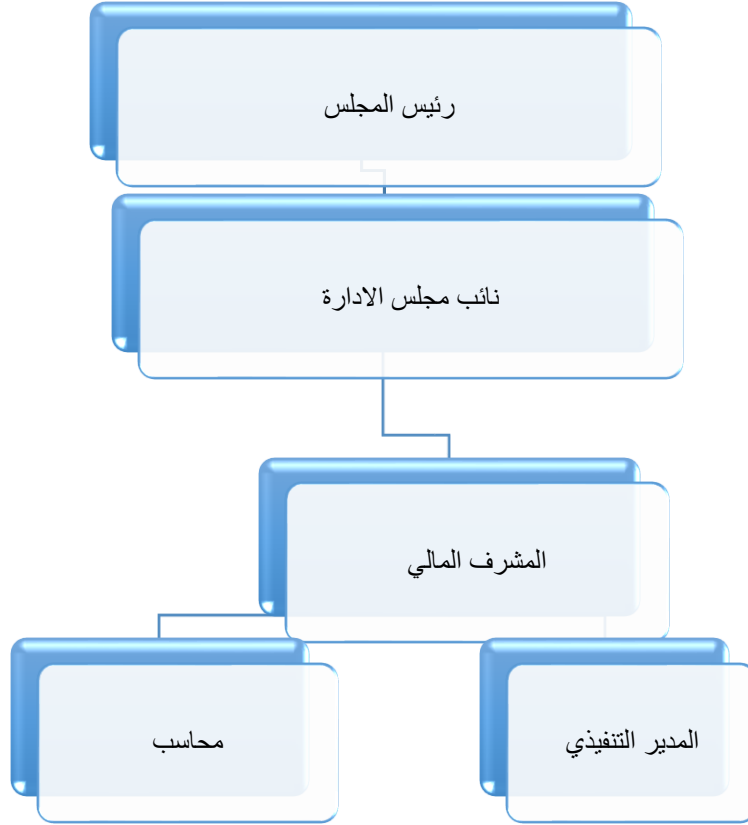 رئيس المجلس
نائب مجلس الادارة
المشرف المالي
المدير التنفيذي
محاسب